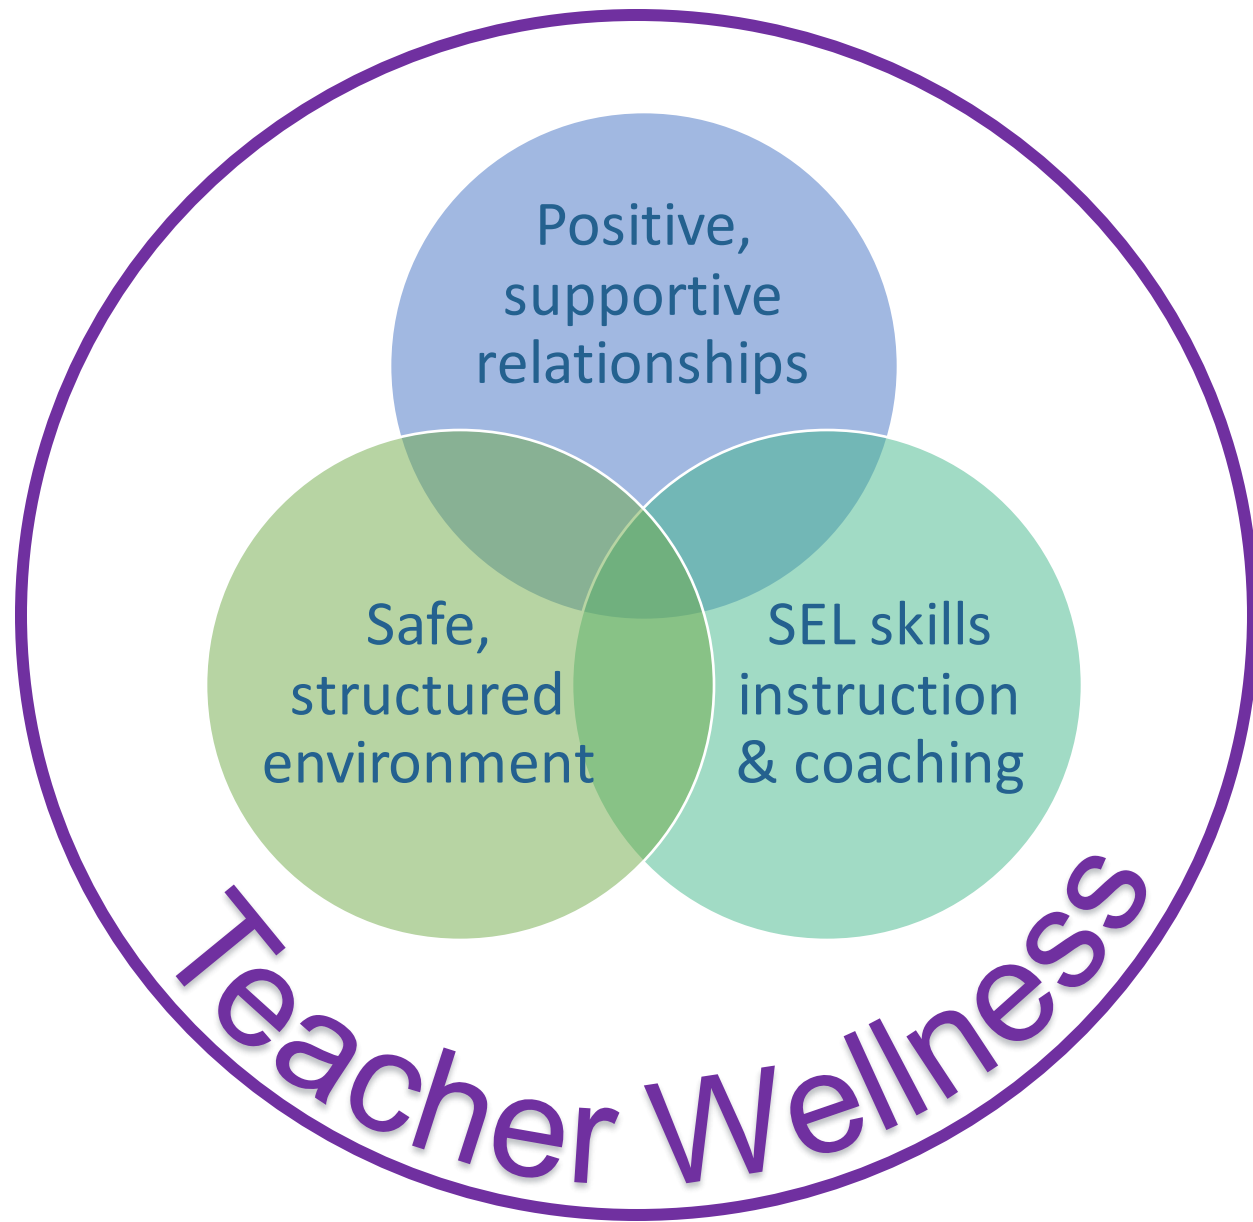 Positive,
supportive
relationships
Safe,
structured
environment
SEL skills
instruction
& coaching
Teacher Wellness